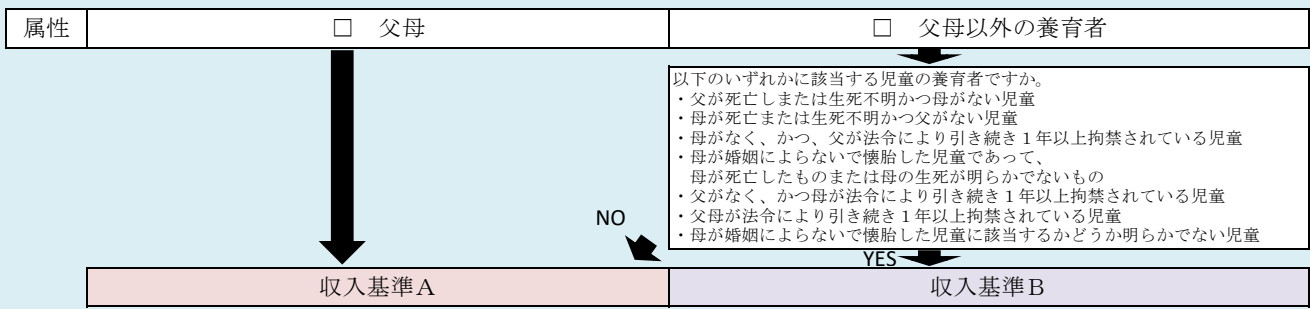 属性
□ 父母
□ 父母以外の養育者
以下のいずれかに該当する児童の養育者ですか。
・父が死亡しまたは生死不明かつ母がない児童
・母が死亡または生死不明かつ父がない児童
・母がなく、かつ、父が法令により引き続き１年以上拘禁されている児童
・母が婚姻によらないで懐胎した児童であって、
母が死亡したものまたは母の生死が明らかでないもの
・父がなく、かつ母が法令により引き続き１年以上拘禁されている児童
・父母が法令により引き続き１年以上拘禁されている児童
・母が婚姻によらないで懐胎した児童に該当するかどうか明らかでない児童
NO
YES
収入基準Ａ
収入基準Ｂ